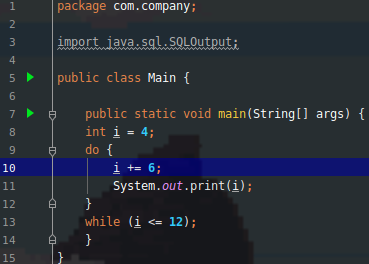 1 package com.company;
2
3 import java.sql.SQLOutput;
4
5 public class Main {
6
7 public static void main(String[] args) {
8 int i = 4;
9 do {
10 i += 6;
11 System.out.print(i);
12 }
13 while (i <= 12);
14 }
15 }